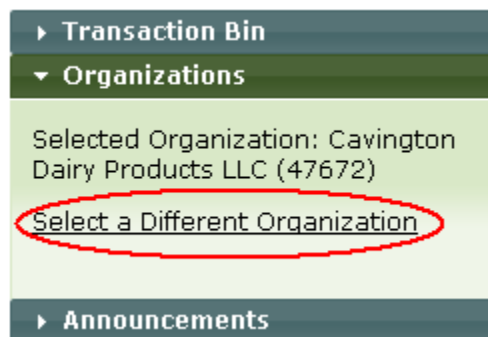 Transaction Bin
Organizations
Selected Organization: Cavington
Dairy Products LLC (47672)
Select a Different Organization
Announcements